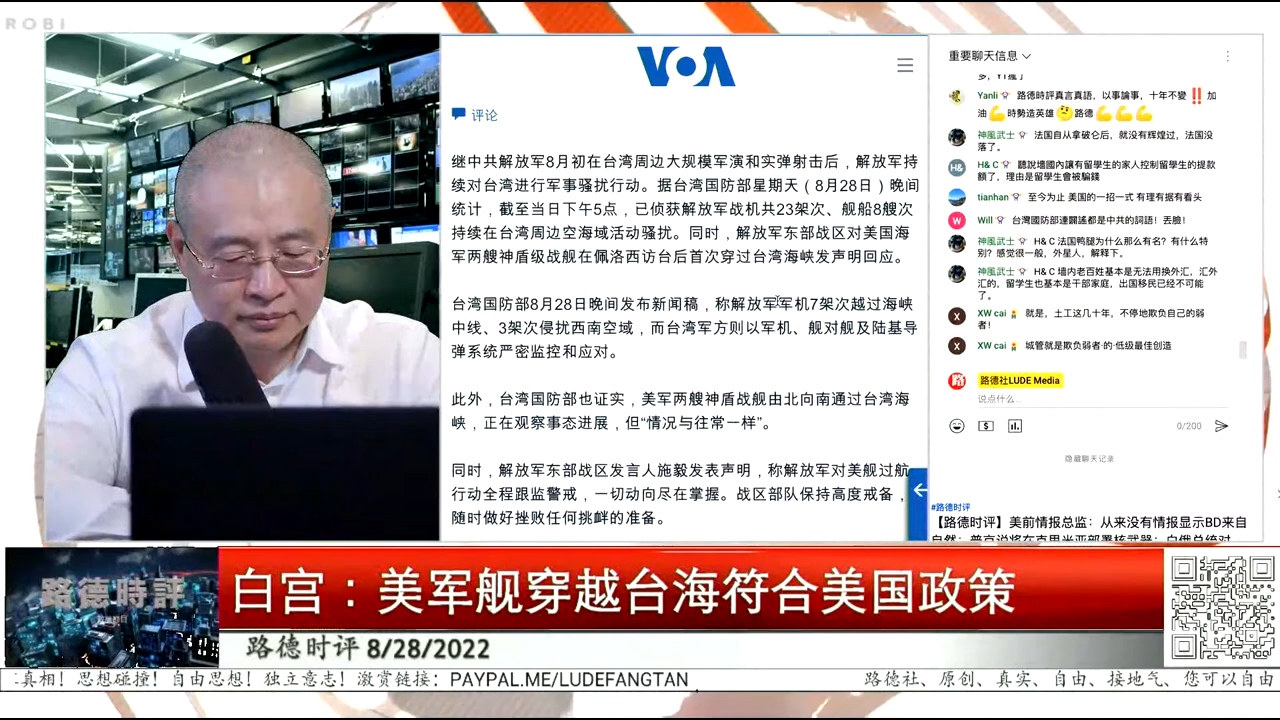 ROBI
VOA
评论
继中共解放军8月初在台湾周边大规模军演和实弹射击后，解放军持
续对台湾进行军事骚扰行动。据台湾国防部星期天（8月28日）晚间
统计，截至当日下午5点，已侦获解放军战机共23架次、舰船8艘次
持续在台湾周边空海域活动骚扰。同时，解放军东部战区对美国海
军两艘神盾级战舰在佩洛西访台后首次穿过台湾海峡发声明回应。
台湾国防部8月28日晚间发布新闻稿，称解放军军机7架次越过海峡
中线、3架次侵扰西南空域，而台湾军方则以军机、舰对舰及陆基导
弹系统严密监控和应对。
此外，台湾国防部也证实，美军两艘神盾战舰由北向南通过台湾海
峡，正在观察事态进展，但“情况与往常一样”。
同时，解放军东部战区发言人施毅发表声明，称解放军对美舰过航
行动全程跟监警戒，一切动向尽在掌握。战区部队保持高度戒备，
随时做好挫败任何挑衅的准备。
重要聊天信息
Yanli 路德時評真言真語，以事論事，十年不變‼️加
油💪時勢造英雄🤔路德💪💪💪
神風武士 法国自从拿破仑后，就没有辉煌过，法国没
落了。
H&C H& C 聽說墻國內讓有留學生的家人控制留學生的提款
額了，理由是留學生會被騙錢
tianhan 至今为止 美国的一招一式 有理有据有看头
W Will 台灣國防部連闢謠都是中共的詞語！丟臉！
神風武士 H& C 法国鸭腿为什么那么有名？有什么特
别？感觉很一般，外星人，解释下。
神風武士 H& C 墙内老百姓基本是无法用换外汇，汇外
汇的，留学生也基本是干部家庭，出国移民已经不可能
了。
X XW cai 就是，土工这几十年，不停地欺负自己的弱
者！
X XW cai 城管就是欺负弱者·的·低级最佳创造
路 路德社LUDE Media
说点什么...
0/200
隐藏聊天记录
#路德时评
【路德时评】美前情报总监：从来没有情报显示BD来自
自然；普京说将在克里米亚部署核武器；白俄总统对
路德時評
白宫：美军舰穿越台海符合美国政策
路德时评 8/28/2022
真相！思想碰撞！自由思想！独立意志！激赏链接：PAYPAL.ME/LUDEFANGTAN
路德社、原创、真实、自由、接地气、您可以自由